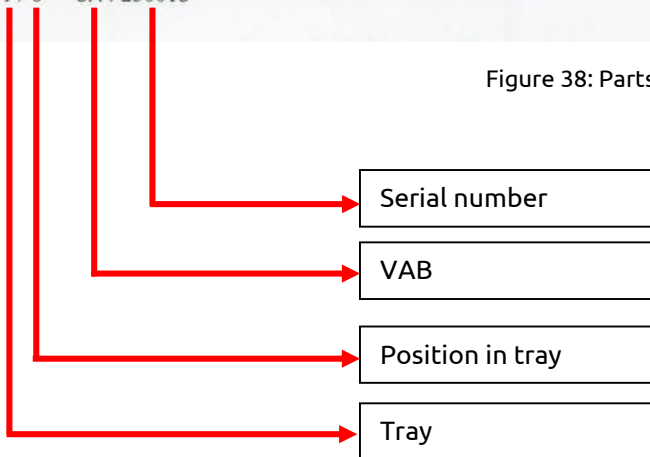 Figure 38: Parts
Serial number
VAB
Position in tray
Tray